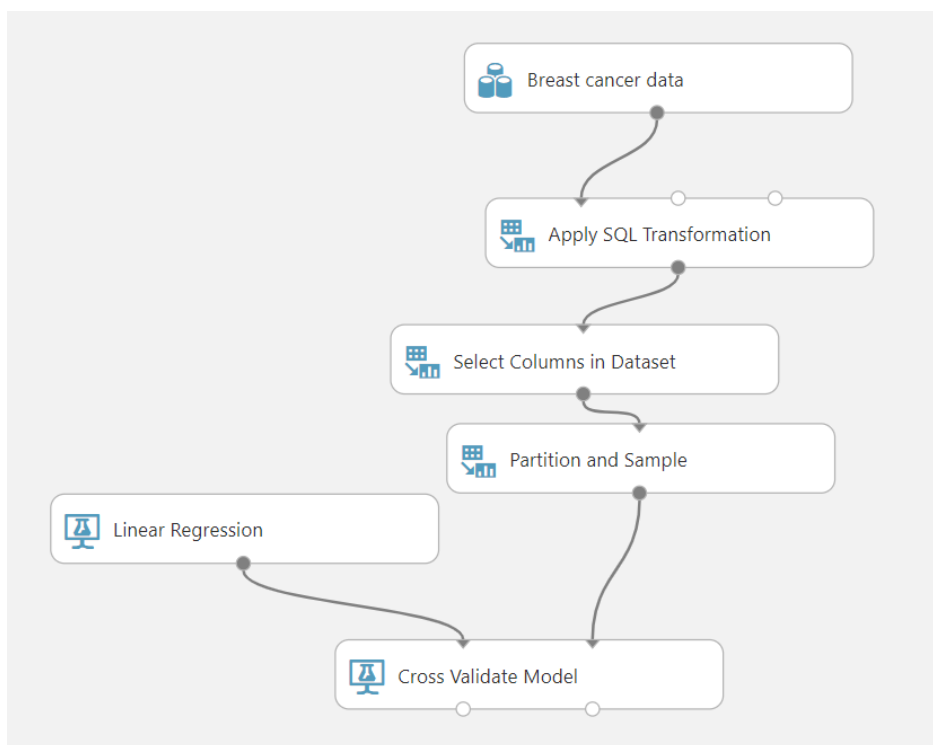 Breast cancer data
Apply SQL Transformation
Select Columns in Dataset
Partition and Sample
Linear Regression
Cross Validate Model